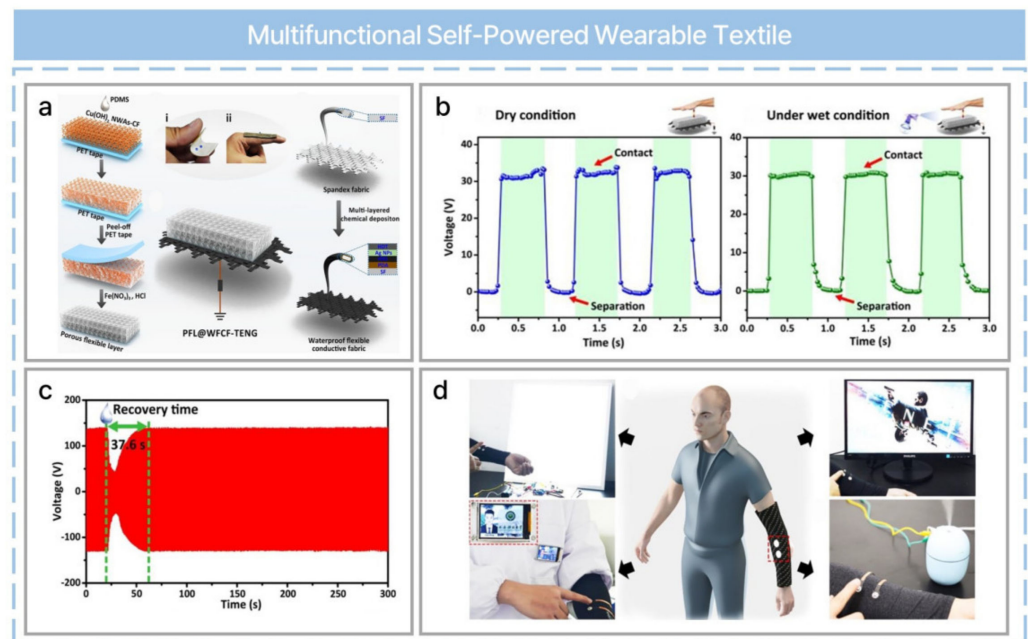 Multifunctional Self-Powered Wearable Textile
a
PDMS
Cu(OH)₂ NWAs-CF
PET tape
PET tape
Peel-off
PET tape
Fe(NO₃)₃, HCl
Porous flexible layer
i
ii
PFL@WFCF-TENG
SF
Spandex fabric
Multi-layered
chemical depositon
Ag NPs
SF
Waterproof flexible
conductive fabric
b
Dry condition
Contact
Separation
Voltage (V)
40
30
20
10
0
0.0 0.5 1.0 1.5 2.0 2.5 3.0
Time (s)
Under wet condition
Contact
Separation
40
30
20
10
0
0.0 0.5 1.0 1.5 2.0 2.5 3.0
Time (s)
c
Recovery time
37.6 s
Voltage (V)
200
100
0
-100
-200
0 50 100 150 200 250 300
Time (s)
d